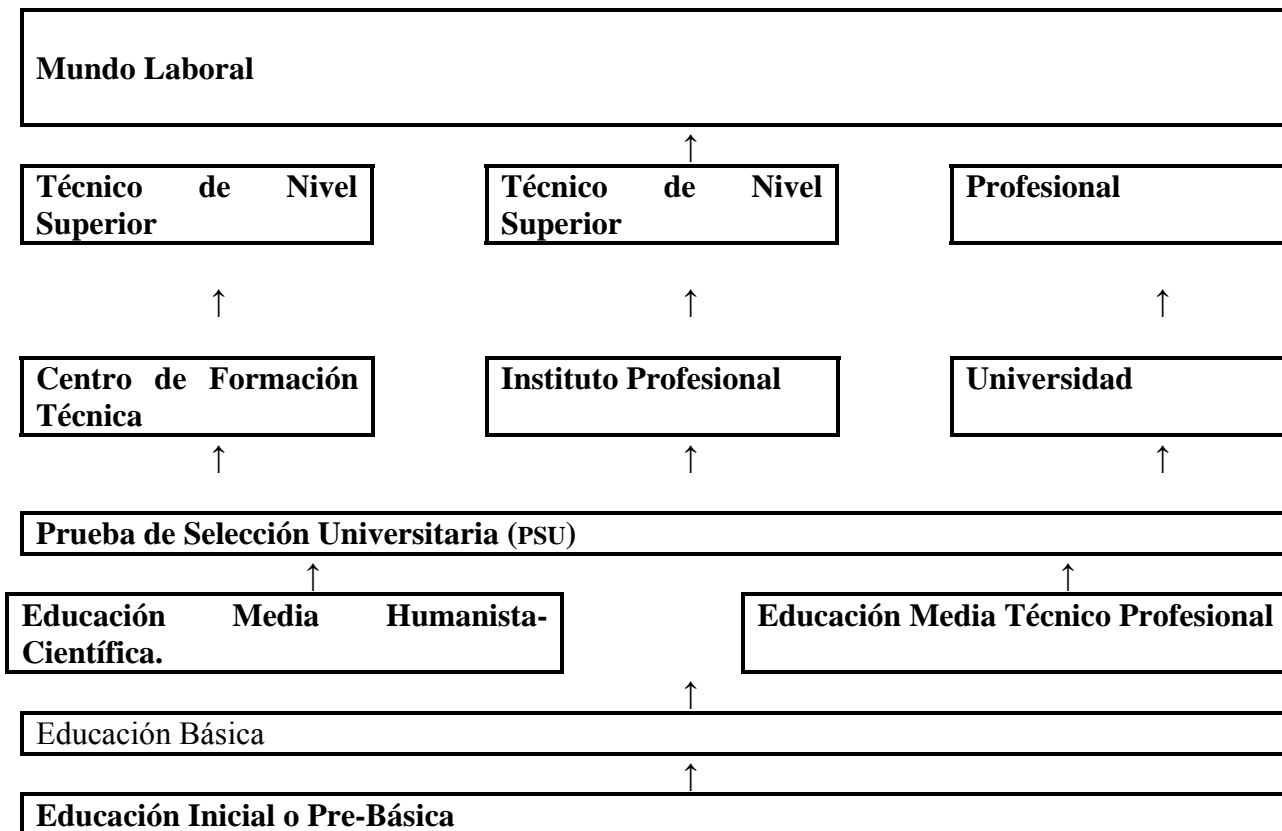 Mundo Laboral
↑
Técnico de Nivel
Superior
Técnico de Nivel
Superior
Profesional
↑ ↑ ↑
Centro de Formación
Técnica
Instituto Profesional
Universidad
↑ ↑ ↑
Prueba de Selección Universitaria (PSU)
↑ ↑
Educación Media Humanista-
Científica.
Educación Media Técnico Profesional
↑
Educación Básica
↑
Educación Inicial o Pre-Básica